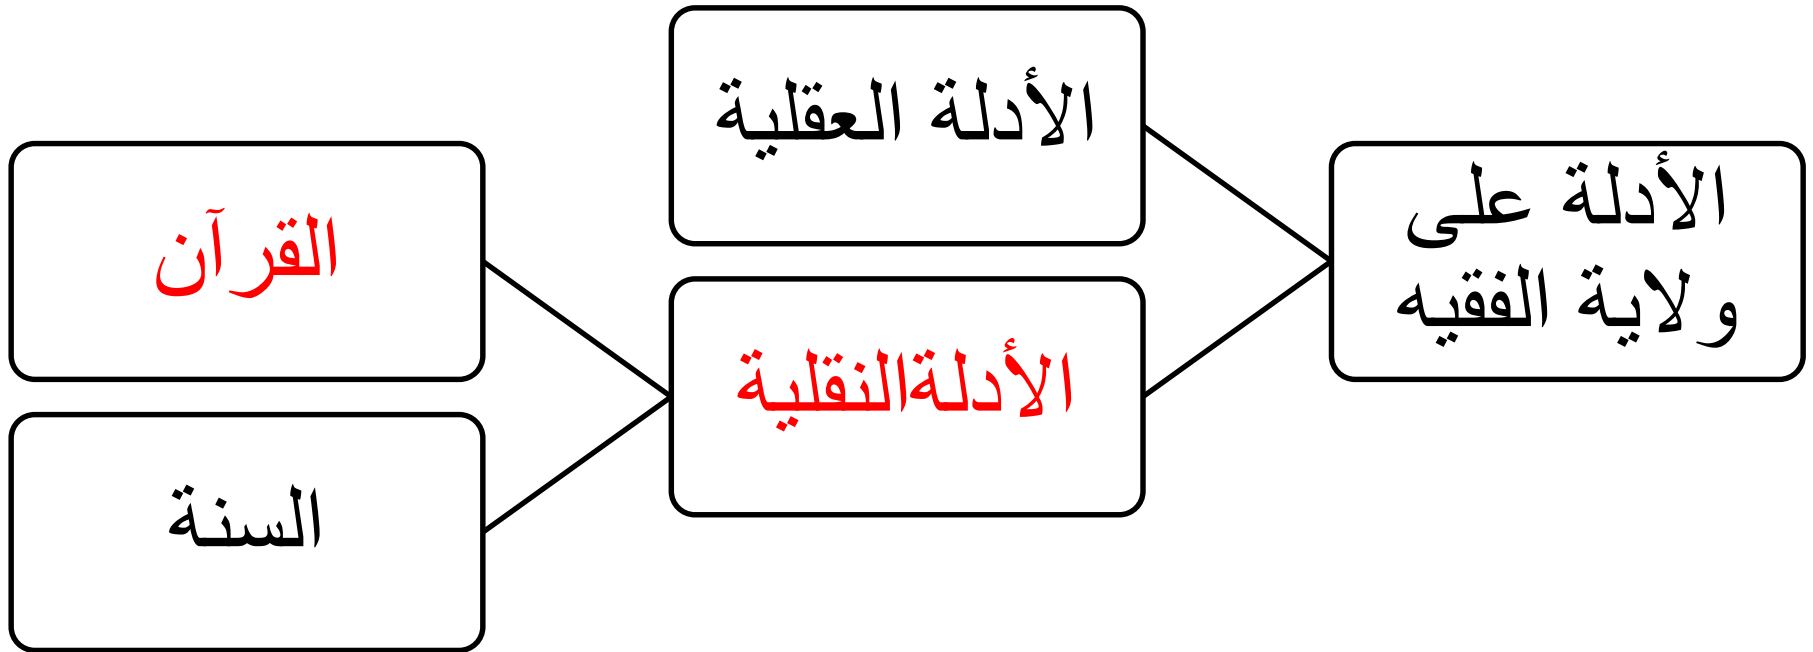 الأدلة على
ولاية الفقيه
الأدلة العقلية
الأدلةالنقلية
القرآن
السنة